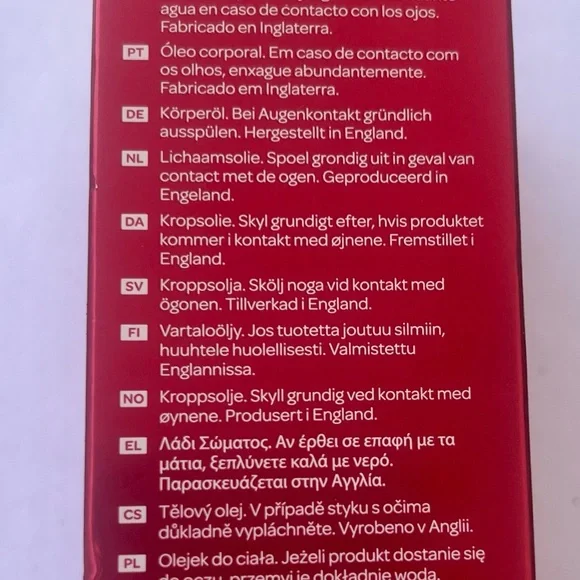 agua en caso de contacto con los ojos.
Fabricado en Inglaterra.
PT Óleo corporal. Em caso de contacto com
os olhos, enxague abundantemente.
Fabricado em Inglaterra.
DE Körperöl. Bei Augenkontakt gründlich
ausspülen. Hergestellt in England.
NL Lichaamsolie. Spoel grondig uit in geval van
contact met de ogen. Geproduceerd in
Engeland.
DA Kropsolie. Skyl grundigt efter, hvis produktet
kommer i kontakt med øjnene. Fremstillet i
England.
SV Kroppsolja. Skölj noga vid kontakt med
ögonen. Tillverkad i England.
FI Vartaloöljy. Jos tuotetta joutuu silmiin,
huuhtele huolellisesti. Valmistettu
Englannissa.
NO Kroppsolje. Skyll grundig ved kontakt med
øynene. Produsert i England.
EL Λάδι Σώματος. Αν έρθει σε επαφή με τα
μάτια, ξεπλύνετε καλά με νερό.
Παρασκευάζεται στην Αγγλία.
CS Tělový olej. V případě styku s očima
důkladně vypláchněte. Vyrobeno v Anglii.
PL Olejek do ciała. Jeżeli produkt dostanie się
do oczu, przemyj je dokładnie wodą.